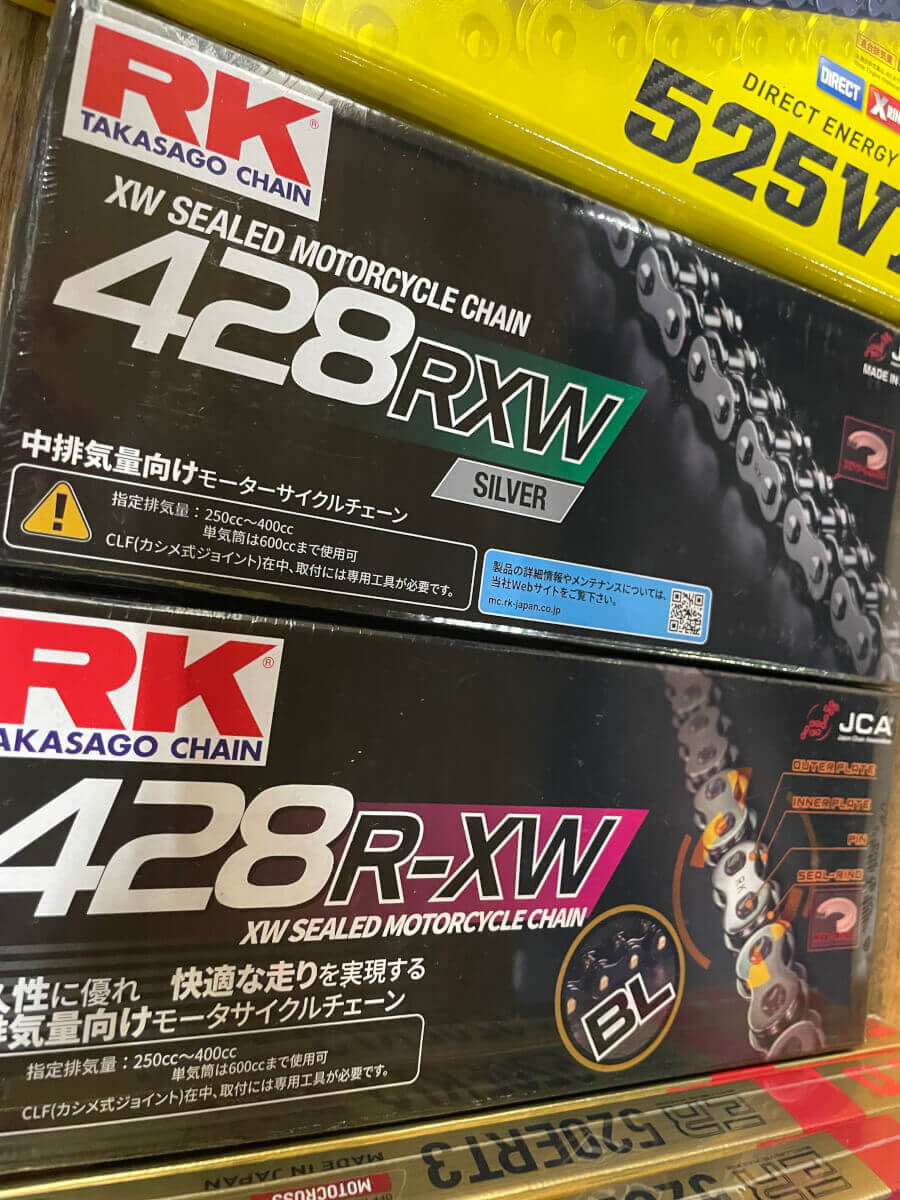 DIRECT
DIRECT ENERGY
525V
RK®
TAKASAGO CHAIN
XW SEALED MOTORCYCLE CHAIN
428RXW
SILVER
MADE IN
中排気量向けモーターサイクルチェーン
指定排気量：250cc～400cc
単気筒は600ccまで使用可
CLF(カシメ式ジョイント)在中、取付には専用工具が必要です。
製品の詳細情報やメンテナンスについては、
当社Webサイトをご覧下さい。
mc.rk-japan.co.jp
RK®
AKASAGO CHAIN
JCA
428R-XW
XW SEALED MOTORCYCLE CHAIN
OUTER PLATE
INNER PLATE
PIN
SEAL-RING
RK
BL
久性に優れ 快適な走りを実現する
排気量向けモータサイクルチェーン
指定排気量：250cc～400cc
単気筒は600ccまで使用可
CLF(カシメ式ジョイント)在中、取付には専用工具が必要です。
520ERT3
MADE IN JAPAN
MOTOCROSS